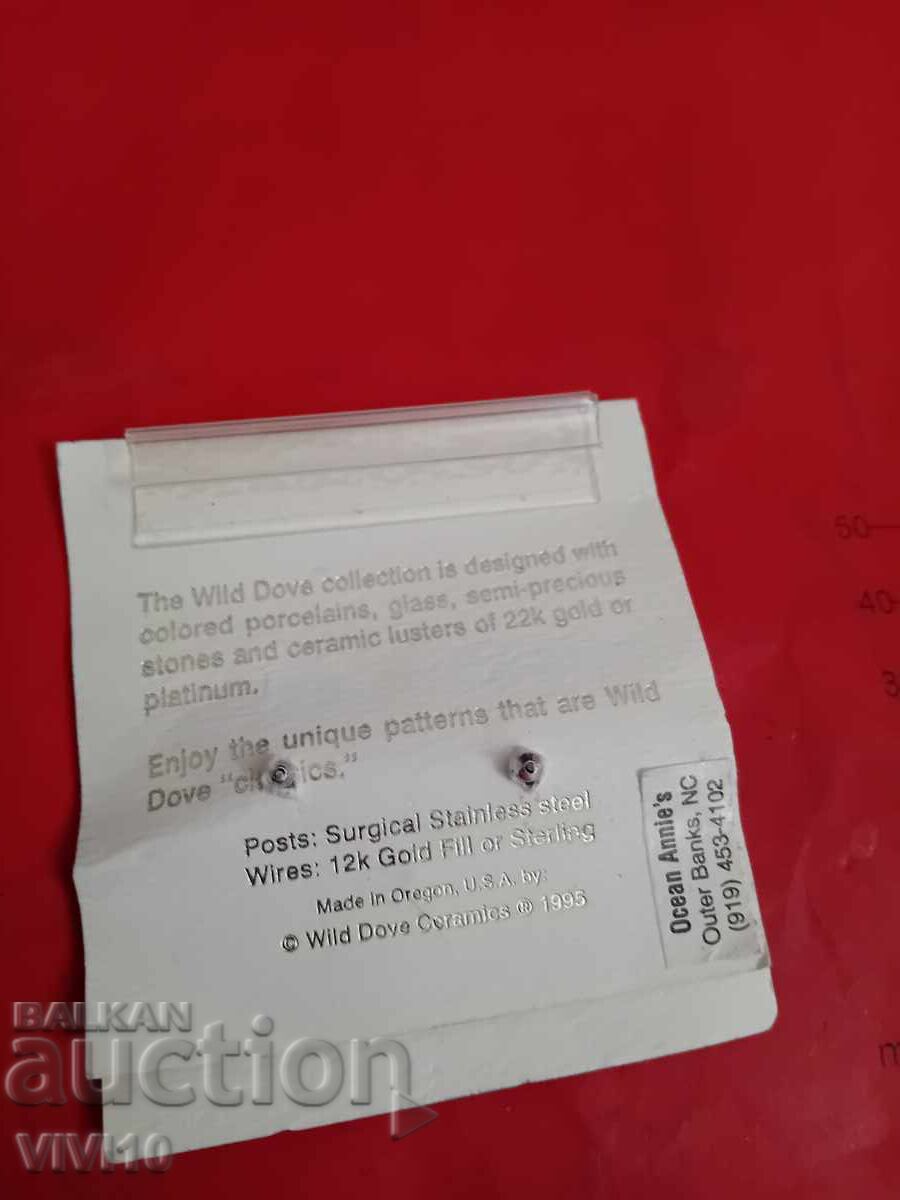 The Wild Dove collection is designed with
colored porcelains, glass, semi-precious
stones and ceramic lusters of 22k gold or
platinum.
Enjoy the unique patterns that are Wild
Dove "cl ics."
Posts: Surgical Stainless steel
Wires: 12k Gold Fill or Sterling
Made in Oregon, U.S.A. by:
© Wild Dove Ceramics ® 1995
Ocean Annie's
Outer Banks, NC
(919) 453-4102
50
40
3
m
BALKAN
auction
VIVI10